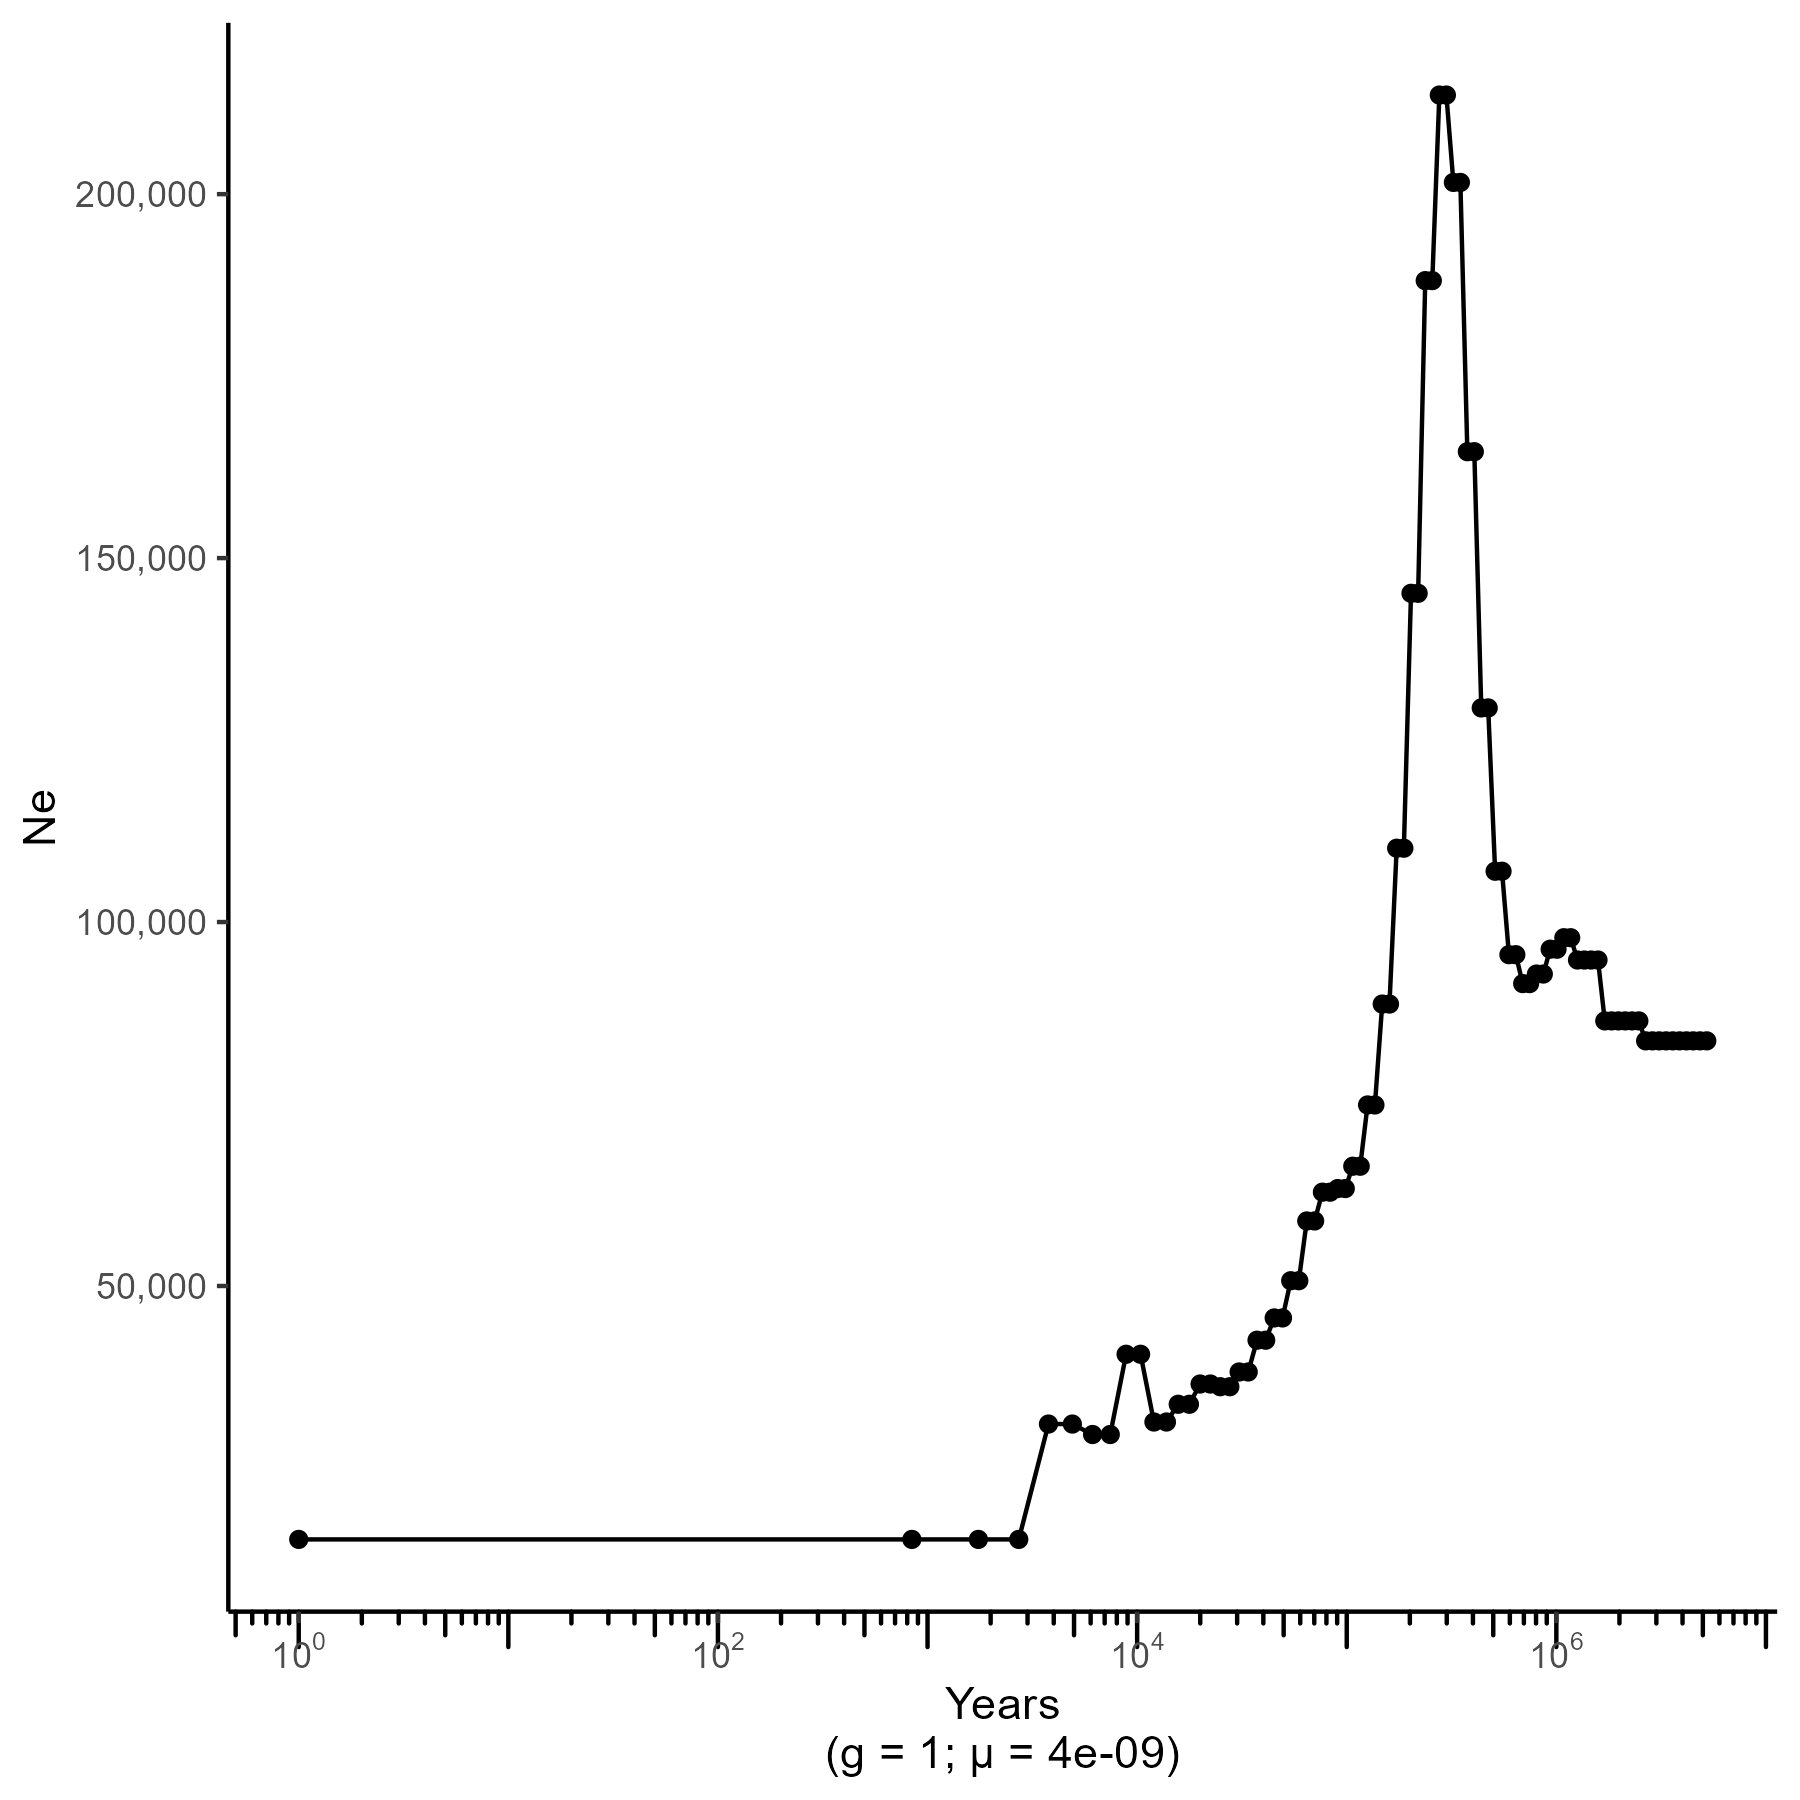 200,000
150,000
100,000
50,000
Ne
10⁰ 10² 10⁴ 10⁶
Years
(g = 1; µ = 4e-09)